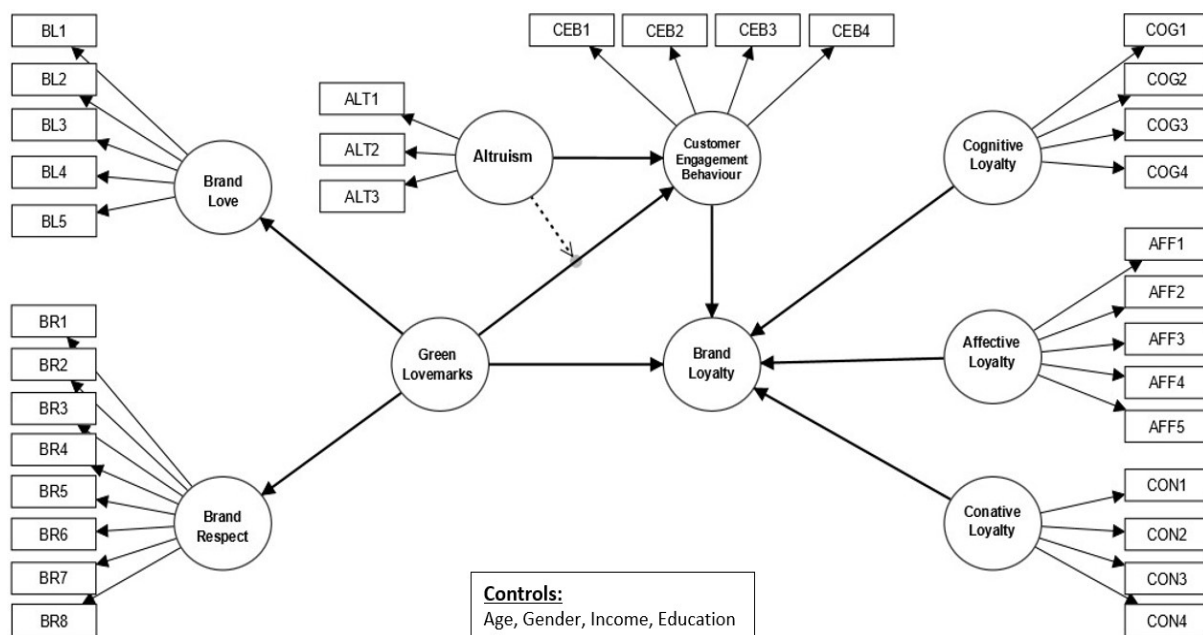 BL1
BL2
BL3
BL4
BL5
BR1
BR2
BR3
BR4
BR5
BR6
BR7
BR8
Brand
Love
Brand
Respect
ALT1
ALT2
ALT3
Altruism
Green
Lovemarks
CEB1
CEB2
CEB3
CEB4
Customer
Engagement
Behaviour
Brand
Loyalty
Cognitive
Loyalty
Affective
Loyalty
Conative
Loyalty
COG1
COG2
COG3
COG4
AFF1
AFF2
AFF3
AFF4
AFF5
CON1
CON2
CON3
CON4
Controls:
Age, Gender, Income, Education